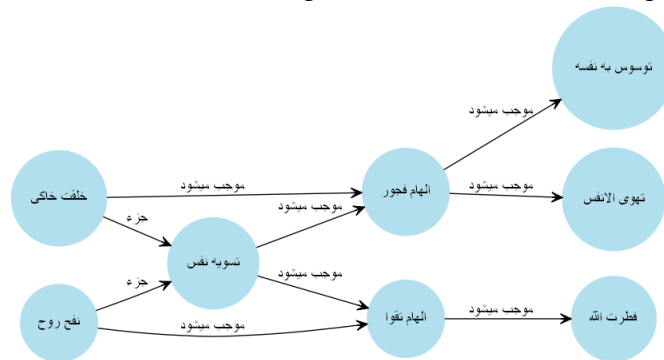 توسوس به نفسه
موجب میشود
خلقت خاکی
موجب میشود
الهام فجور
موجب میشود
تهوی الانفس
جزء
موجب میشود
تسویه نفس
جزء
موجب میشود
نفح روح
موجب میشود
الهام تقوا
موجب میشود
فطرت الله